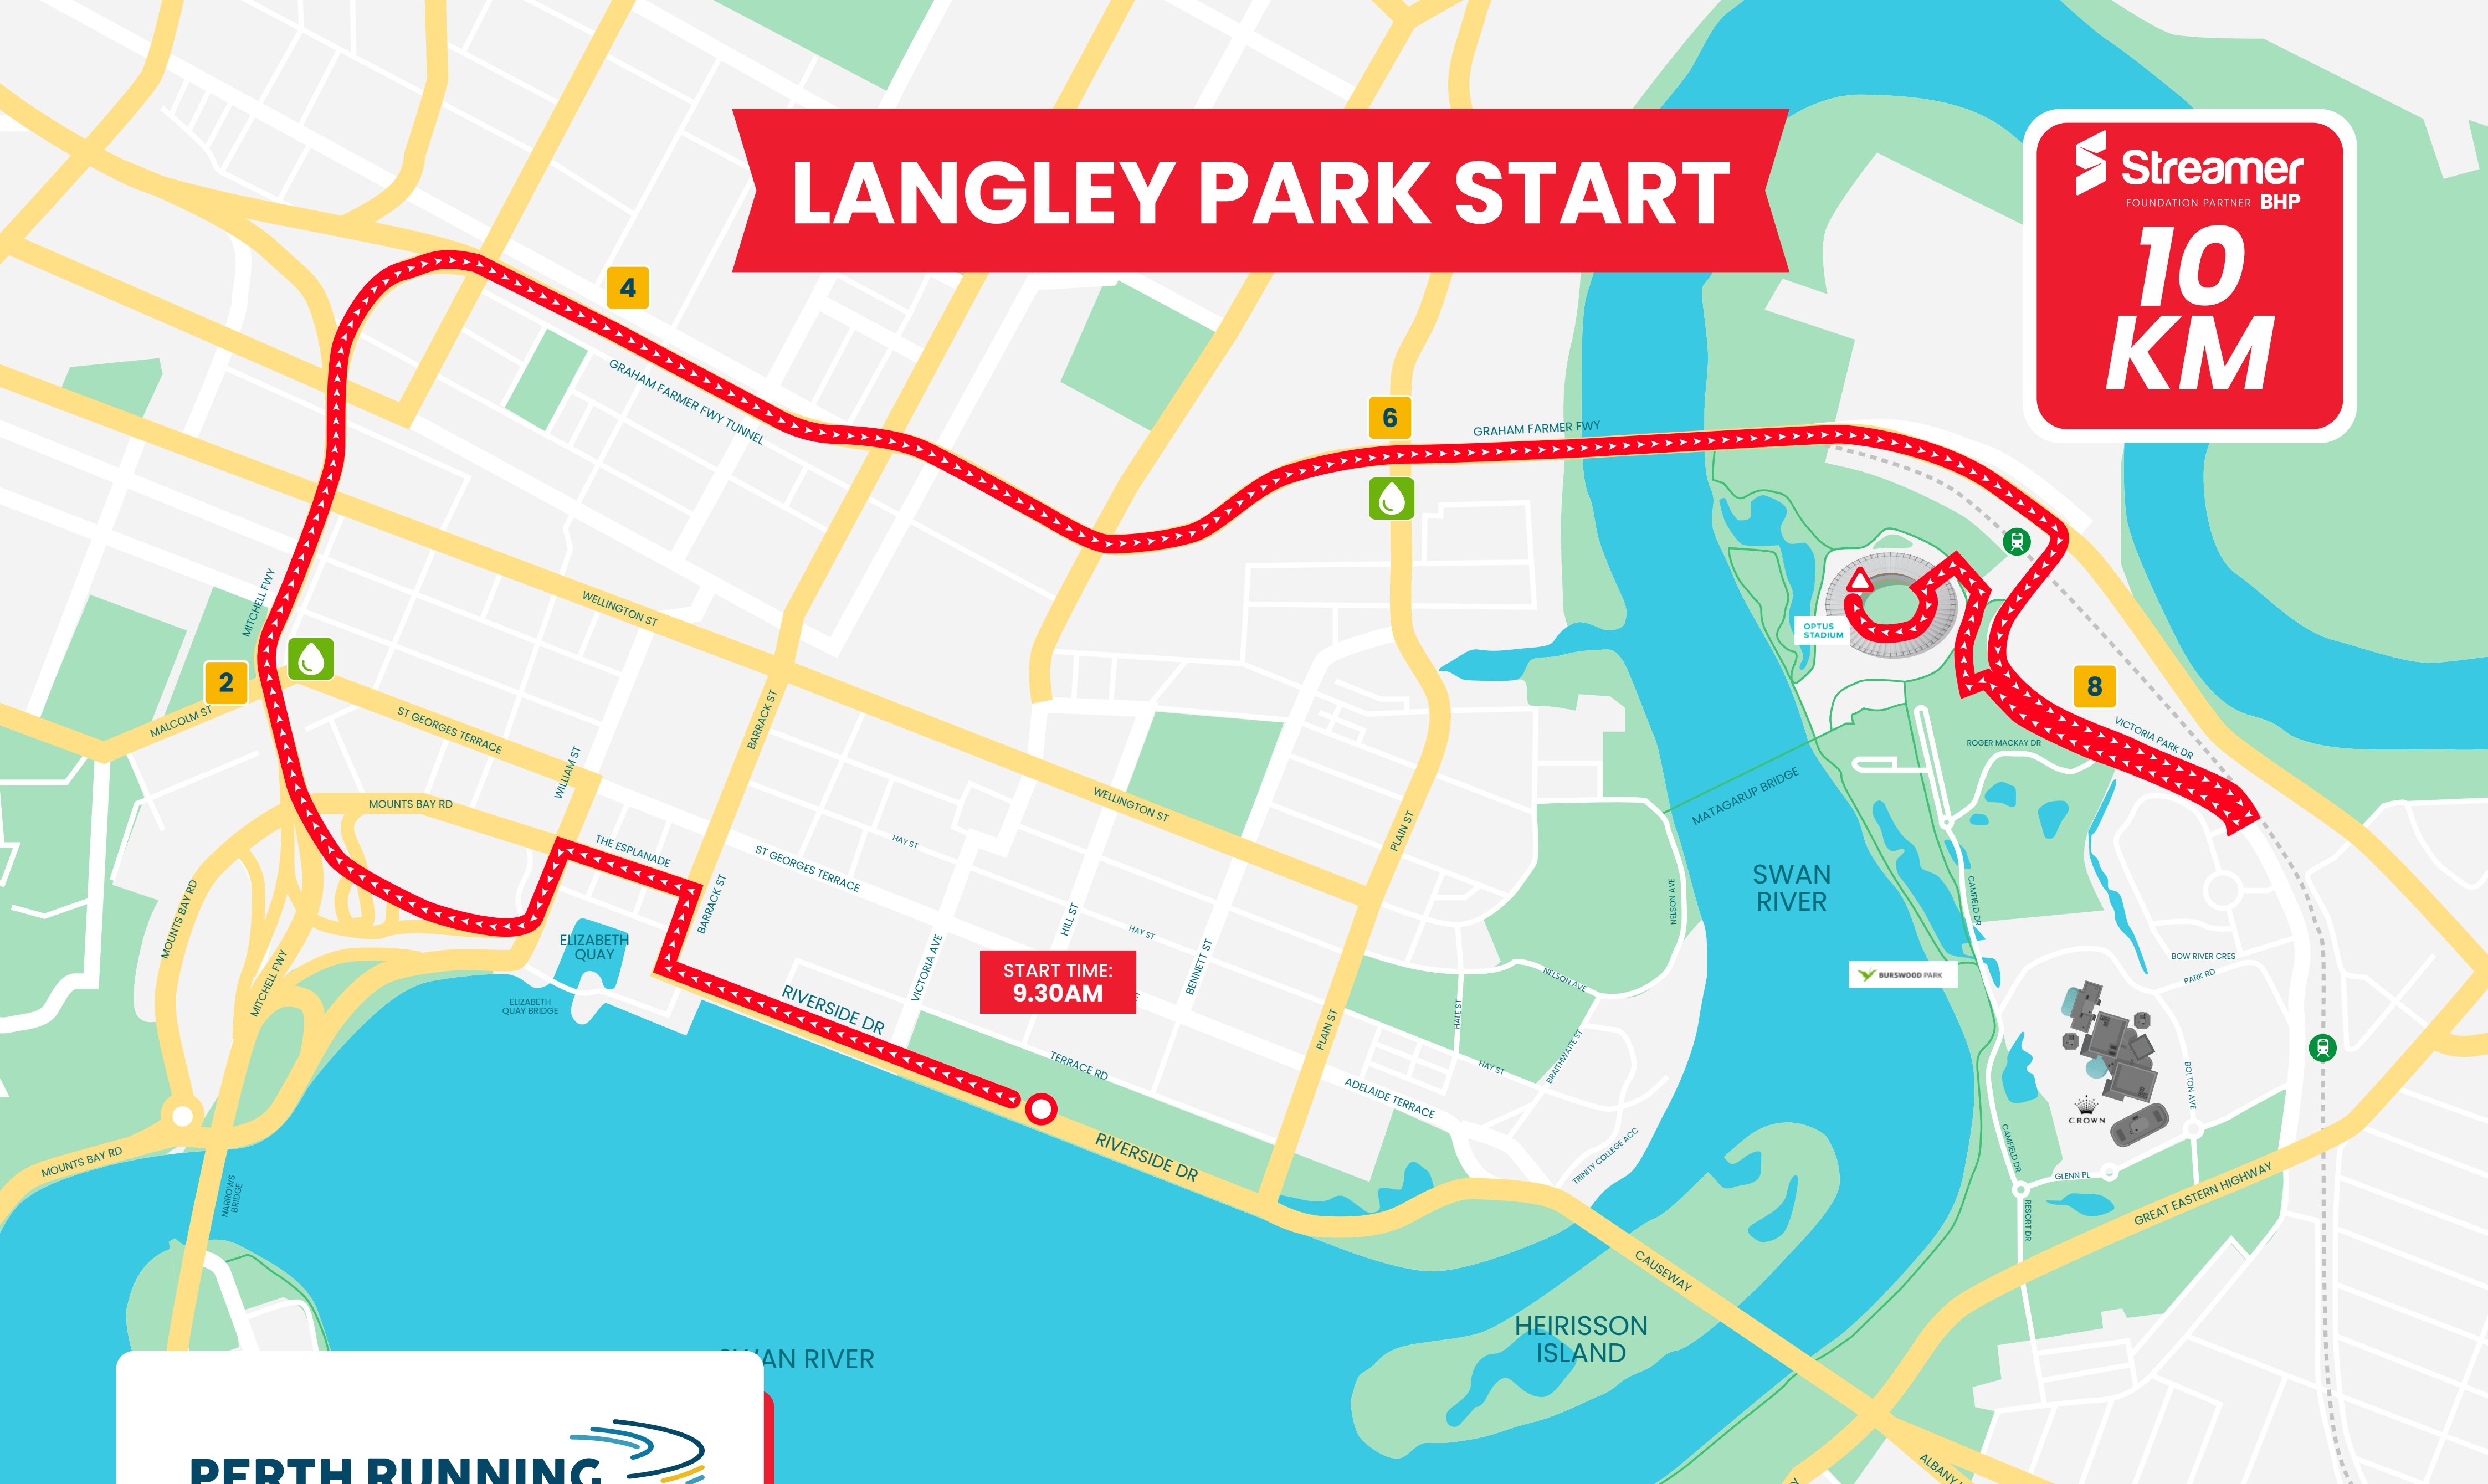 LANGLEY PARK START
Streamer
FOUNDATION PARTNER BHP
10
KM
4
GRAHAM FARMER FWY TUNNEL
6
GRAHAM FARMER FWY
MITCHELL FWY
WELLINGTON ST
OPTUS
STADIUM
2
MALCOLM ST
ST GEORGES TERRACE
WILLIAM ST
BARRACK ST
8
VICTORIA PARK DR
ROGER MACKAY DR
MATAGARUP BRIDGE
MOUNTS BAY RD
THE ESPLANADE
HAY ST
WELLINGTON ST
PLAIN ST
ST GEORGES TERRACE
SWAN
RIVER
MOUNTS BAY RD
BARRACK ST
NELSON AVE
CAMFIELD DR
ELIZABETH
QUAY
HILL ST
HAY ST
VICTORIA AVE
BENNETT ST
START TIME:
9.30AM
NELSON AVE
BURSWOOD PARK
BOW RIVER CRES
PARK RD
MITCHELL FWY
ELIZABETH
QUAY BRIDGE
RIVERSIDE DR
HALE ST
PLAIN ST
TERRACE RD
HAY ST
BRAITHWAITE ST
ADELAIDE TERRACE
BOLTON AVE
CROWN
MOUNTS BAY RD
RIVERSIDE DR
TRINITY COLLEGE ACC
CAMFIELD DR
GLENN PL
NARROWS
BRIDGE
RESORT DR
GREAT EASTERN HIGHWAY
CAUSEWAY
HEIRISSON
ISLAND
SWAN RIVER
PERTH RUNNING
ALBANY